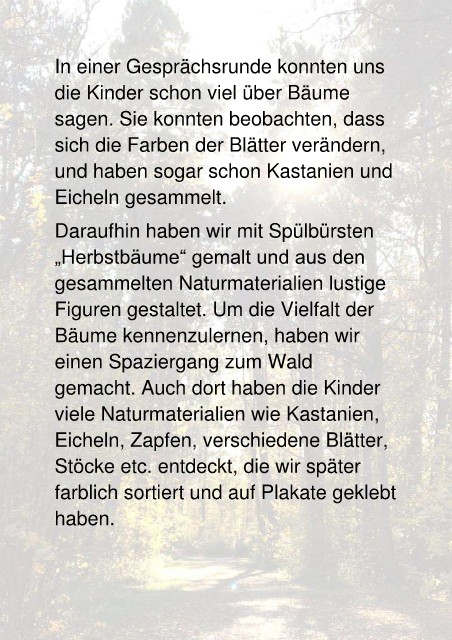 In einer Gesprächsrunde konnten uns
die Kinder schon viel über Bäume
sagen. Sie konnten beobachten, dass
sich die Farben der Blätter verändern,
und haben sogar schon Kastanien und
Eicheln gesammelt.
Daraufhin haben wir mit Spülbürsten
„Herbstbäume“ gemalt und aus den
gesammelten Naturmaterialien lustige
Figuren gestaltet. Um die Vielfalt der
Bäume kennenzulernen, haben wir
einen Spaziergang zum Wald
gemacht. Auch dort haben die Kinder
viele Naturmaterialien wie Kastanien,
Eicheln, Zapfen, verschiedene Blätter,
Stöcke etc. entdeckt, die wir später
farblich sortiert und auf Plakate geklebt
haben.